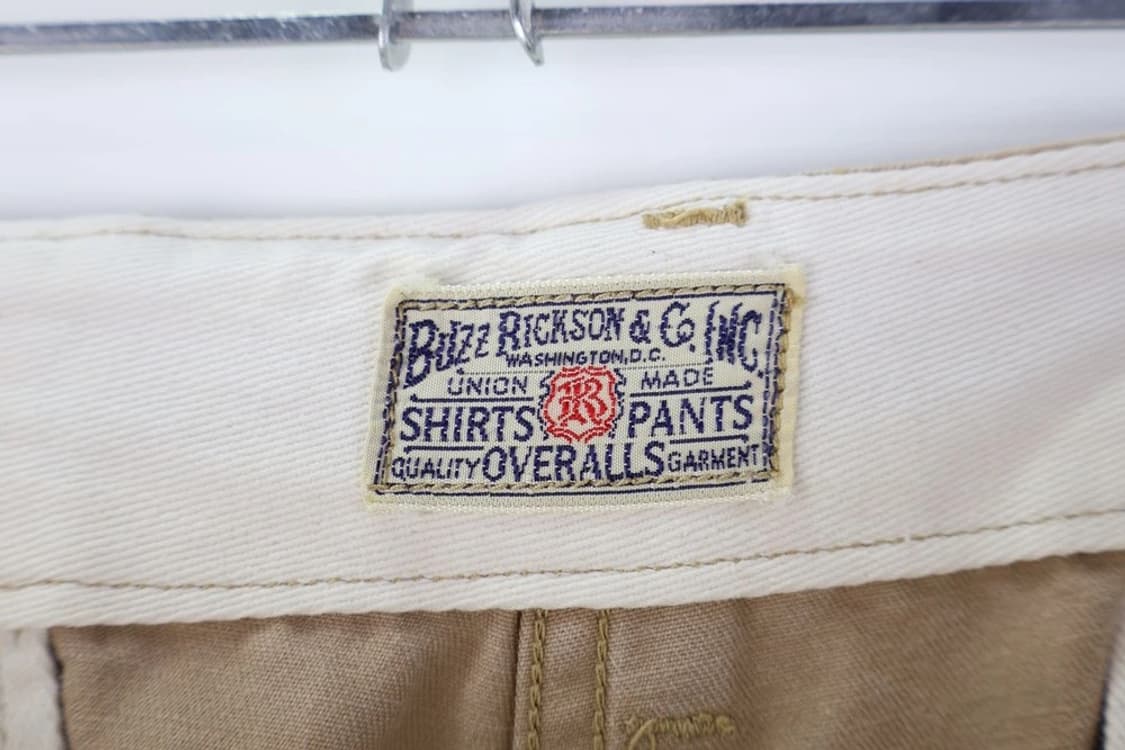 BUZZ RICKSON & CO. INC.
WASHINGTON, D.C.
UNION R MADE
SHIRTS PANTS
QUALITY OVERALLS GARMENT